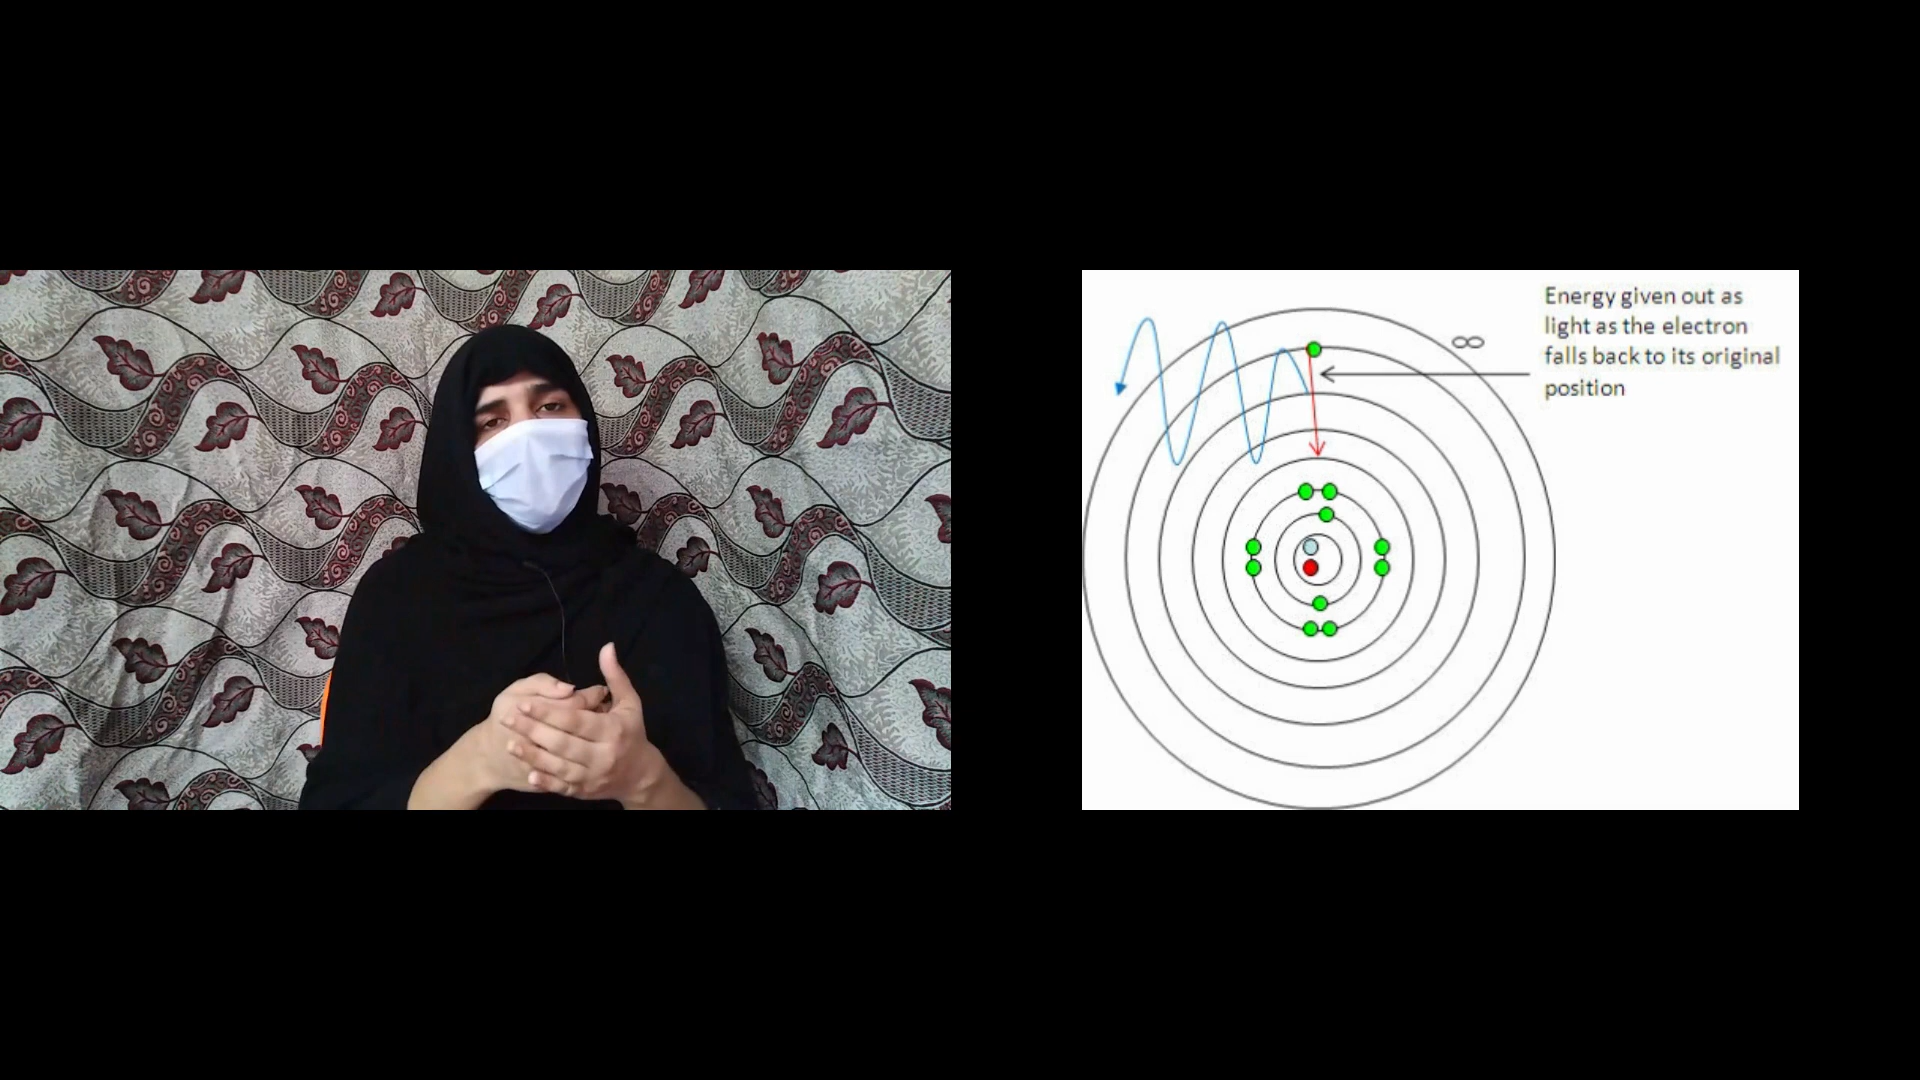 Energy given out as
light as the electron
falls back to its original
position
∞